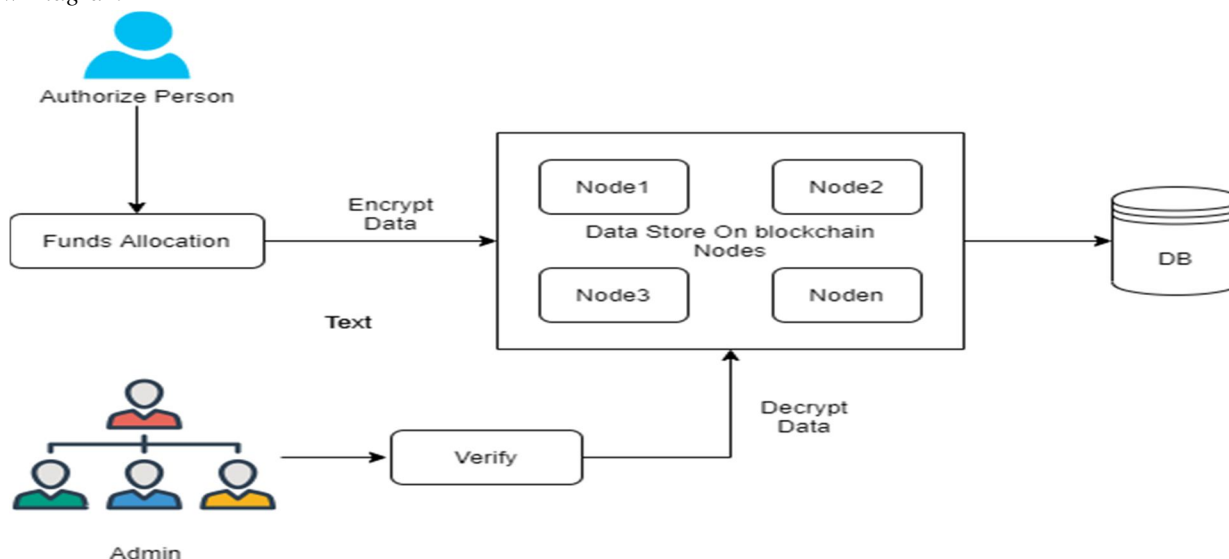 Authorize Person
Funds Allocation
Encrypt
Data
Node1
Node2
Data Store On blockchain
Nodes
Node3
Noden
DB
Text
Decrypt
Data
Verify
Admin